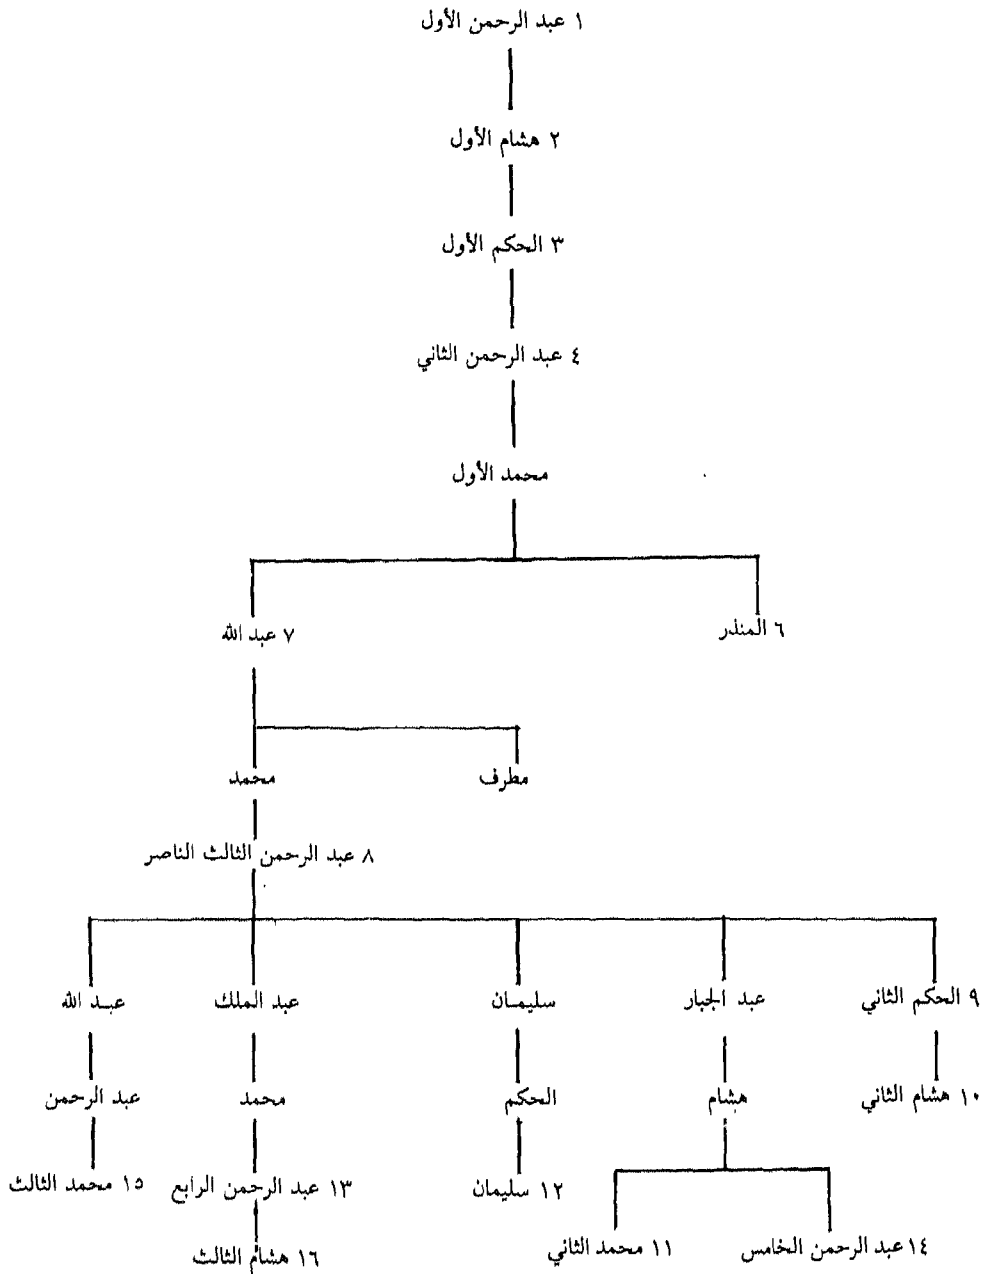 ١ عبد الرحمن الأول
٢ هشام الأول
٣ الحكم الأول
٤ عبد الرحمن الثاني
محمد الأول
٦ المنذر
٧ عبد الله
مطرف
محمد
٨ عبد الرحمن الثالث الناصر
٩ الحكم الثاني
عبد الجبار
سليمان
عبد الملك
عبد الله
١٠ هشام الثاني
هشام
الحكم
محمد
عبد الرحمن
١٢ سليمان
١٣ عبد الرحمن الرابع
١٥ محمد الثالث
١٤ عبد الرحمن الخامس
١١ محمد الثاني
١٦ هشام الثالث